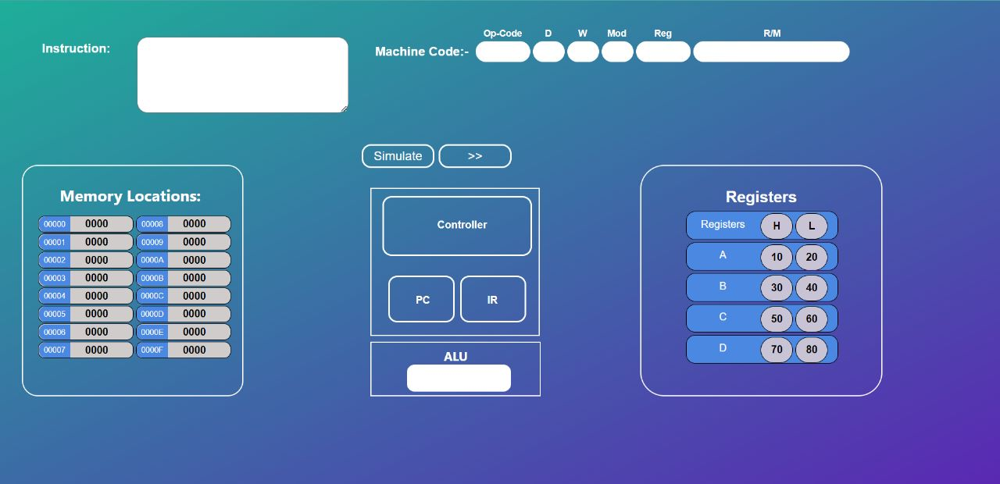 Instruction:
Machine Code:-
Op-Code D W Mod Reg R/M
Simulate >>
Memory Locations:
00000 0000 00008 0000
00001 0000 00009 0000
00002 0000 0000A 0000
00003 0000 0000B 0000
00004 0000 0000C 0000
00005 0000 0000D 0000
00006 0000 0000E 0000
00007 0000 0000F 0000
Controller
PC IR
ALU
Registers
Registers H L
A 10 20
B 30 40
C 50 60
D 70 80